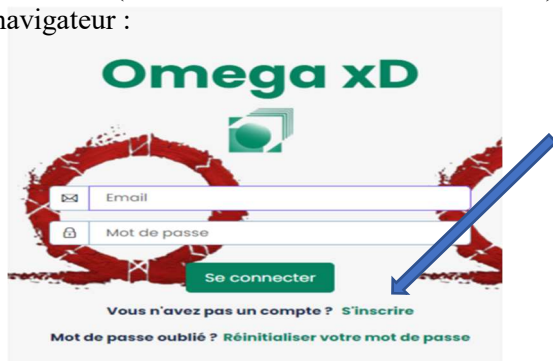 navigateur :
Omega xD
Email
Mot de passe
Se connecter
Vous n'avez pas un compte ? S'inscrire
Mot de passe oublié ? Réinitialiser votre mot de passe